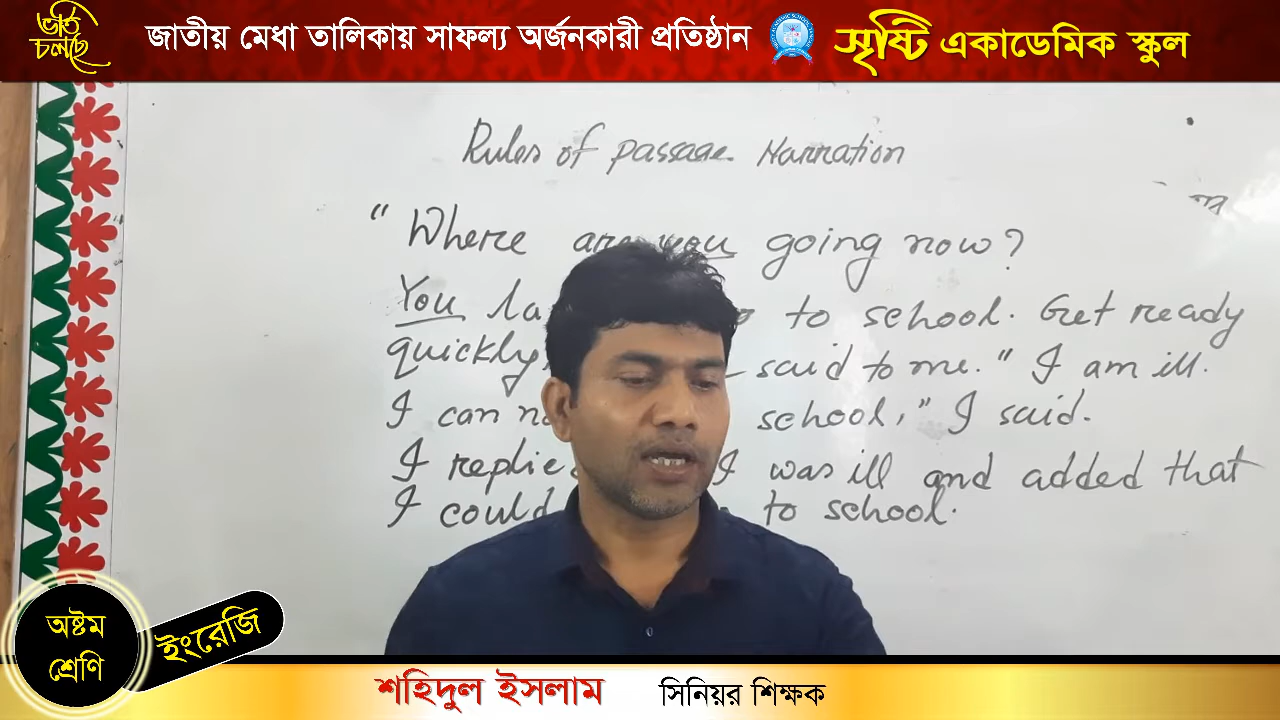 ভর্তি চলছে
জাতীয় মেধা তালিকায় সাফল্য অর্জনকারী প্রতিষ্ঠান
সৃষ্টি একাডেমিক স্কুল
Rules of passage Narration
" Where are you going now?
You to school. Get ready
quickly, said to me." I am ill.
I can school," I said.
I I was ill and added that
I could to school.
অষ্টম
শ্রেণি
ইংরেজি
শহিদুল ইসলাম সিনিয়র শিক্ষক